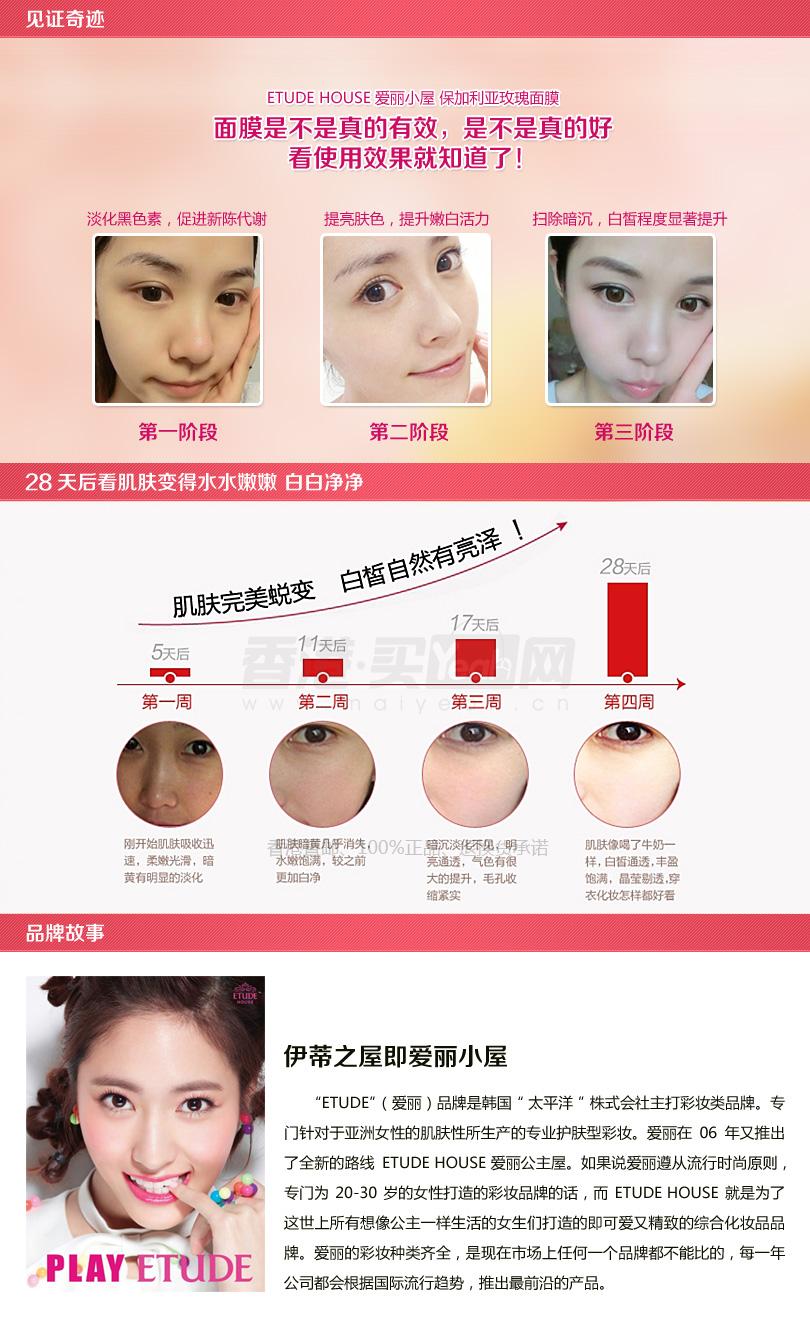 见证奇迹
ETUDE HOUSE 爱丽小屋 保加利亚玫瑰面膜
面膜是不是真的有效，是不是真的好
看使用效果就知道了！
淡化黑色素，促进新陈代谢
提亮肤色，提升嫩白活力
扫除暗沉，白皙程度显著提升
第一阶段
第二阶段
第三阶段
28 天后看肌肤变得水水嫩嫩 白白净净
肌肤完美蜕变 白皙自然有亮泽！
5天后
11天后
17天后
28天后
香港·买Yeah网
第一周
第二周
第三周
第四周
刚开始肌肤吸收迅
速，柔嫩光滑，暗
黄有明显的淡化
肌肤暗黄几乎消失，
水嫩饱满，较之前
更加白净
暗沉淡化不见，明
亮通透，气色有很
大的提升，毛孔收
缩紧实
肌肤像喝了牛奶一
样，白皙通透，丰盈
饱满，晶莹剔透，穿
衣化妆怎样都好看
品牌故事
ETUDE
HOUSE
PLAY ETUDE
伊蒂之屋即爱丽小屋
“ETUDE”（爱丽）品牌是韩国“ 太平洋 ”株式会社主打彩妆类品牌。专
门针对于亚洲女性的肌肤性所生产的专业护肤型彩妆。爱丽在 06 年又推出
了全新的路线 ETUDE HOUSE 爱丽公主屋。如果说爱丽遵从流行时尚原则，
专门为 20-30 岁的女性打造的彩妆品牌的话，而 ETUDE HOUSE 就是为了
这世上所有想像公主一样生活的女生们打造的即可爱又精致的综合化妆品品
牌。爱丽的彩妆种类齐全，是现在市场上任何一个品牌都不能比的，每一年
公司都会根据国际流行趋势，推出最前沿的产品。